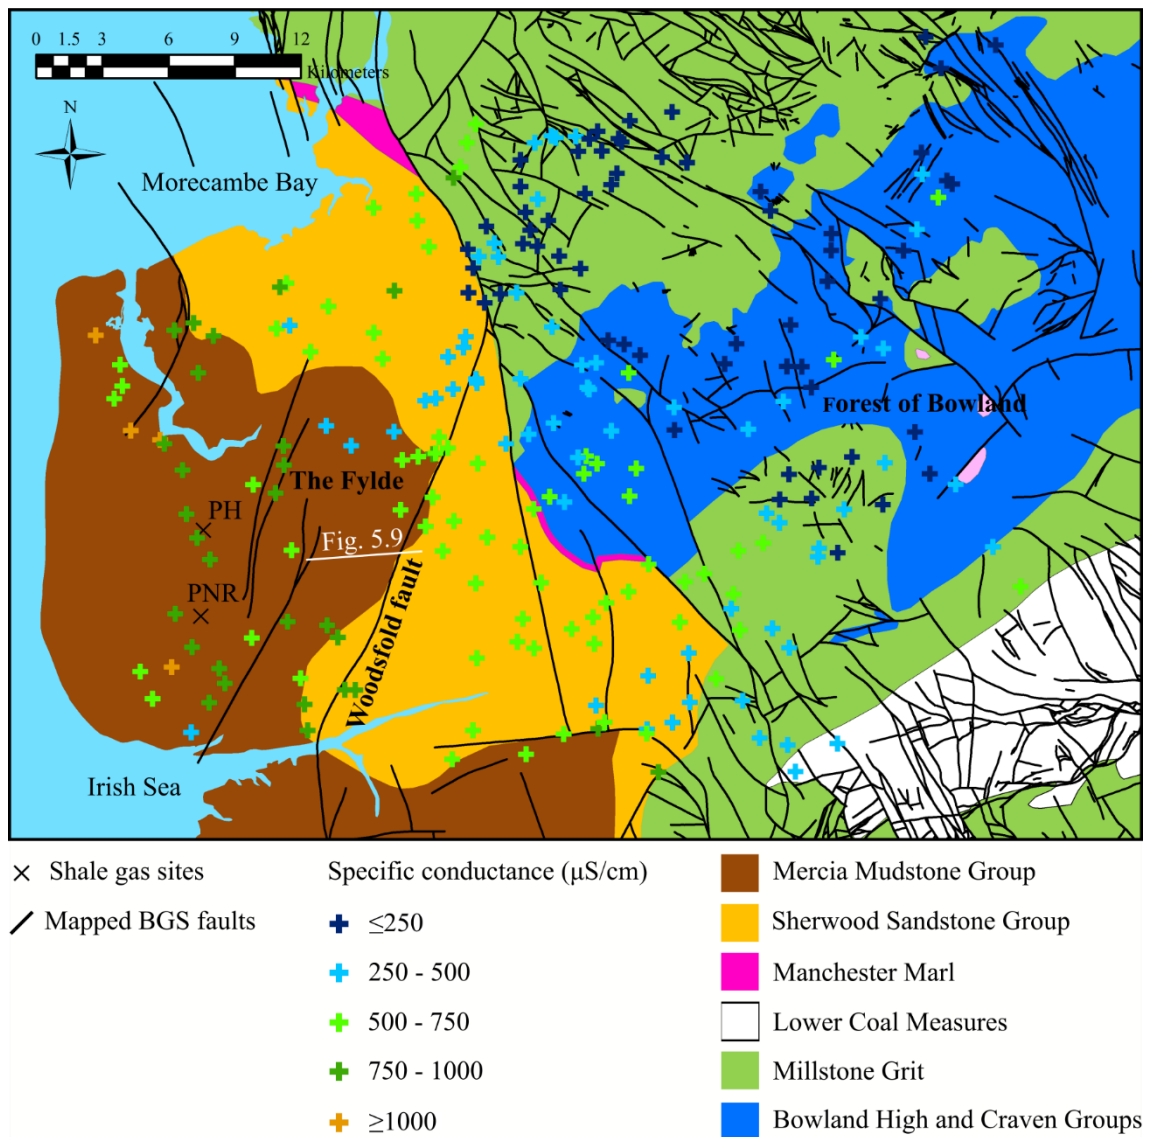 0 1.5 3 6 9 12
Kilometers
N
Morecambe Bay
Forest of Bowland
The Fylde
PH
Fig. 5.9
PNR
Woodsfold fault
Irish Sea
Shale gas sites
Mapped BGS faults
Specific conductance (µS/cm)
≤250
250 - 500
500 - 750
750 - 1000
≥1000
Mercia Mudstone Group
Sherwood Sandstone Group
Manchester Marl
Lower Coal Measures
Millstone Grit
Bowland High and Craven Groups